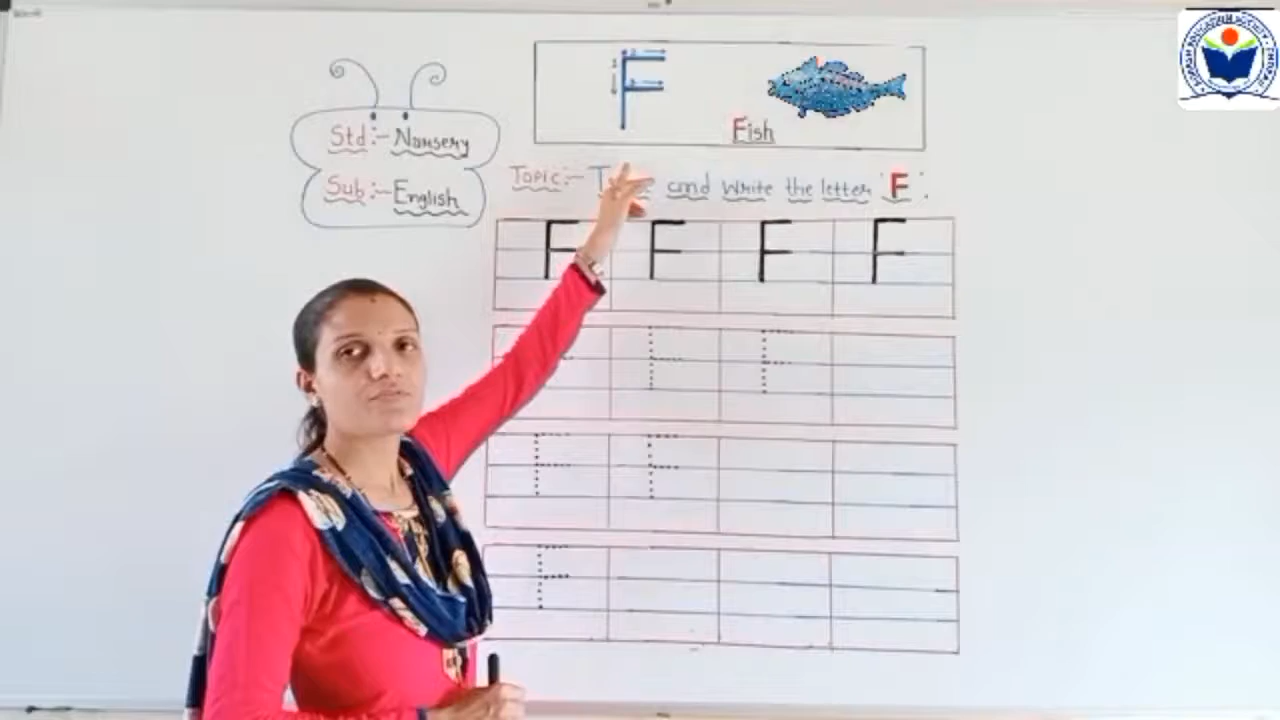 F
Fish
Std:- Nursery
Sub:- English
Topic:- and Write the letter 'F'.
F F F F
F F F
F F
F